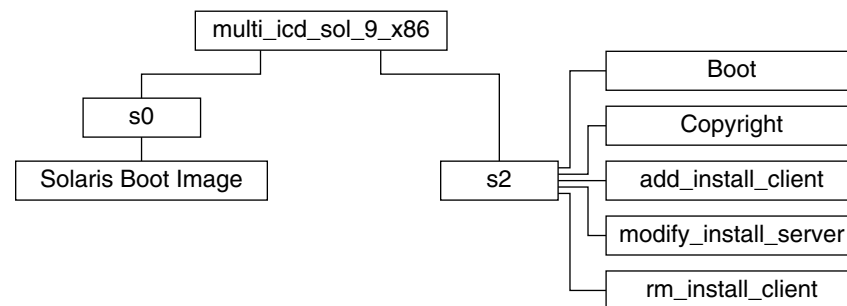 multi_icd_sol_9_x86
s0
Solaris Boot Image
s2
Boot
Copyright
add_install_client
modify_install_server
rm_install_client